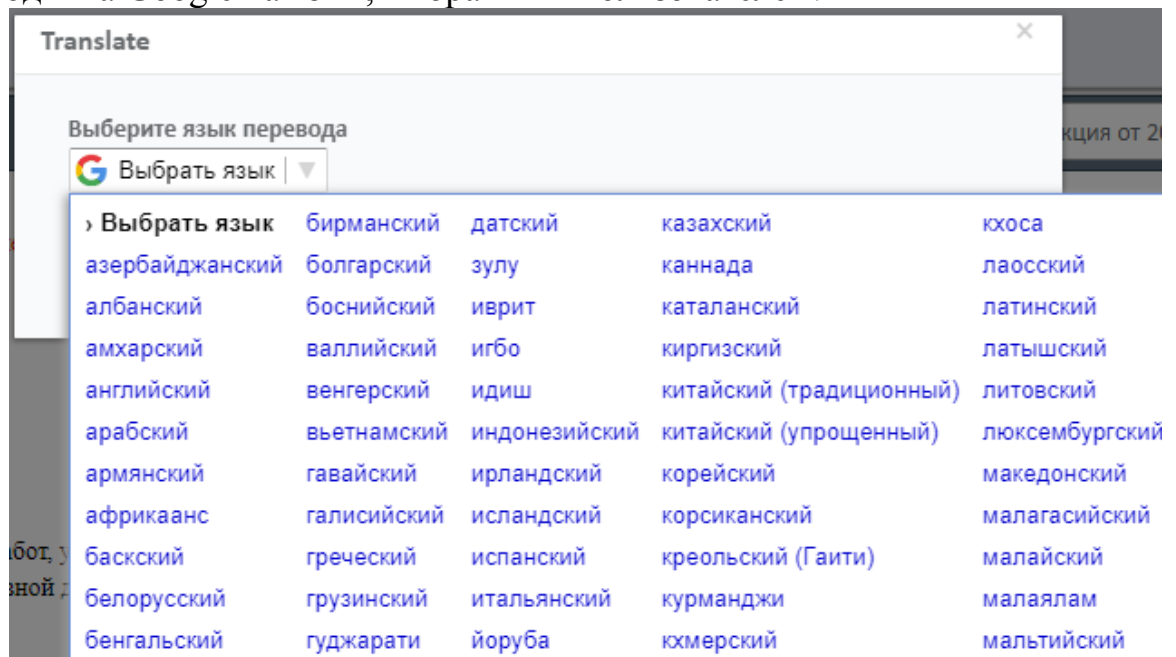 Translate
×
Выберите язык перевода
кция от 20
Выбрать язык
› Выбрать язык бирманский датский казахский кхоса
азербайджанский болгарский зулу каннада лаосский
албанский боснийский иврит каталанский латинский
амхарский валлийский игбо киргизский латышский
английский венгерский идиш китайский (традиционный) литовский
арабский вьетнамский индонезийский китайский (упрощенный) люксембургский
армянский гавайский ирландский корейский македонский
африкаанс галисийский исландский корсиканский малагасийский
баскский греческий испанский креольский (Гаити) малайский
белорусский грузинский итальянский курманджи малаялам
бенгальский гуджарати йоруба кхмерский мальтийский